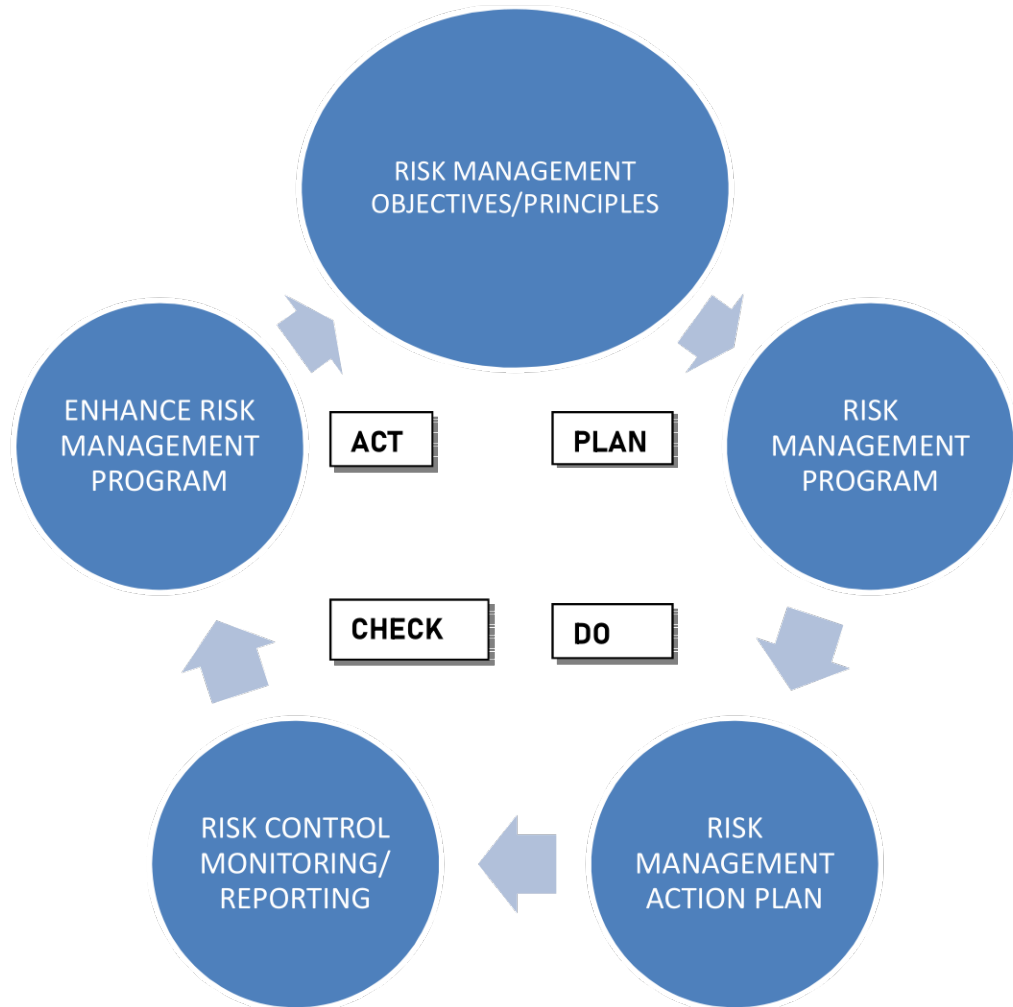 RISK MANAGEMENT
OBJECTIVES/PRINCIPLES
ENHANCE RISK
MANAGEMENT
PROGRAM
ACT
PLAN
RISK
MANAGEMENT
PROGRAM
CHECK
DO
RISK CONTROL
MONITORING/
REPORTING
RISK
MANAGEMENT
ACTION PLAN